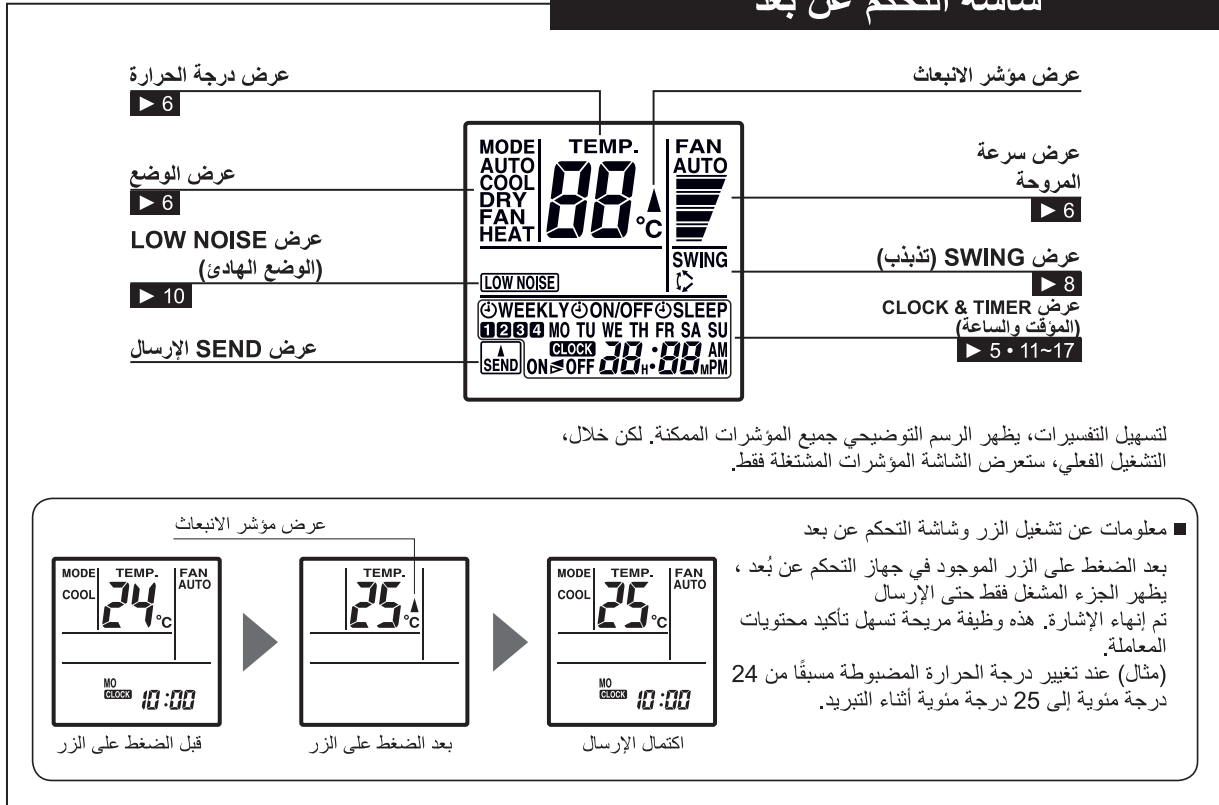 شاشة التحكم عن بعد
عرض مؤشر الانبعاث
عرض درجة الحرارة
► 6
عرض سرعة
المروحة
► 6
عرض الوضع
► 6
عرض SWING (تذبذب)
► 8
عرض LOW NOISE
(الوضع الهادئ)
► 10
عرض CLOCK & TIMER
(المؤقت والساعة)
► 5 • 11~17
عرض SEND الإرسال
MODE TEMP. FAN
AUTO AUTO
COOL
DRY
FAN
HEAT
88 °C
SWING
LOW NOISE
WEEKLY ON/OFF SLEEP
1 2 3 4 MO TU WE TH FR SA SU
CLOCK AM
SEND ON OFF 28H:88M PM
لتسهيل التفسيرات، يظهر الرسم التوضيحي جميع المؤشرات الممكنة. لكن خلال،
التشغيل الفعلي، ستعرض الشاشة المؤشرات المشتغلة فقط.
■ معلومات عن تشغيل الزر وشاشة التحكم عن بعد
بعد الضغط على الزر الموجود في جهاز التحكم عن بُعد ،
يظهر الجزء المشغل فقط حتى الإرسال
تم إنهاء الإشارة. هذه وظيفة مريحة تسهل تأكيد محتويات
المعاملة.
(مثال) عند تغيير درجة الحرارة المضبوطة مسبقًا من 24
درجة مئوية إلى 25 درجة مئوية أثناء التبريد.
عرض مؤشر الانبعاث
MODE TEMP. FAN
COOL 24 °C AUTO
MO
CLOCK 10:00
قبل الضغط على الزر
TEMP.
25 °C
بعد الضغط على الزر
MODE TEMP. FAN
COOL 25 °C AUTO
MO
CLOCK 10:00
اكتمال الإرسال